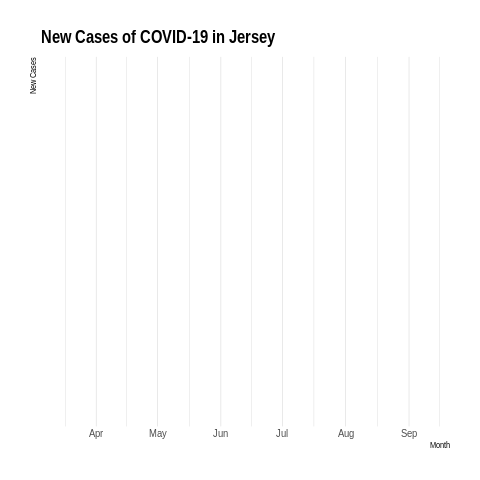 New Cases of COVID-19 in Jersey
New Cases
Apr May Jun Jul Aug Sep
Month